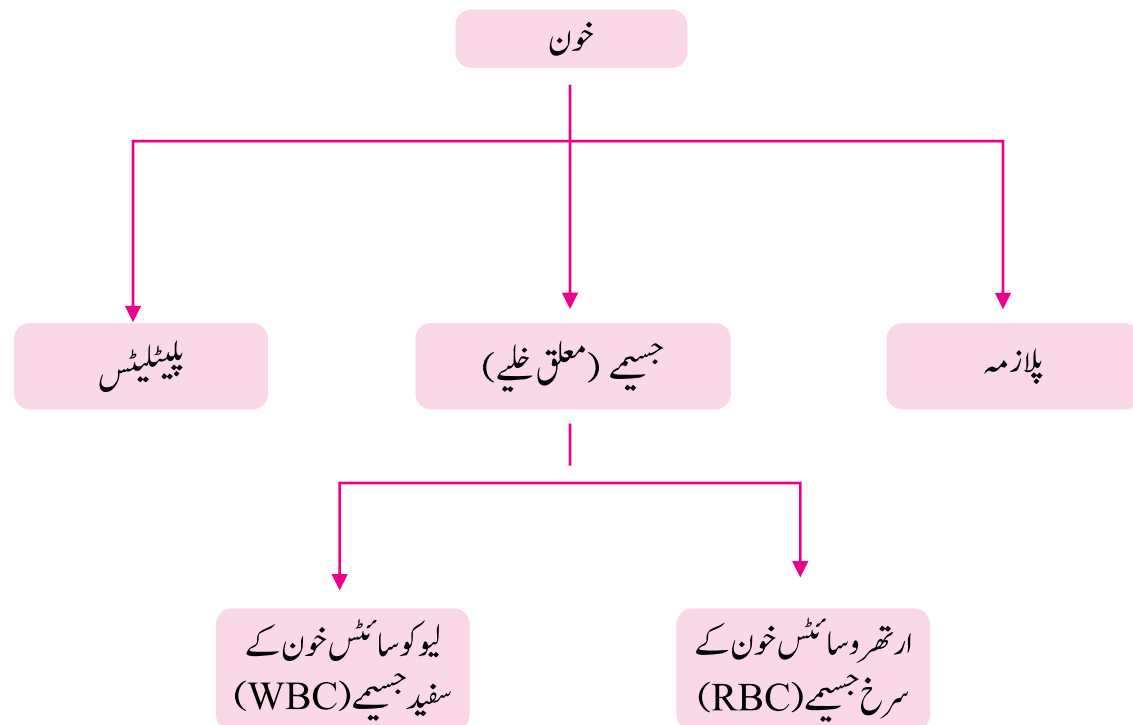 خون
پلازمہ
جسیمے (معلق خلیے)
پلیٹلیٹس
ارتھروسائٹس خون کے
سرخ جسیمے (RBC)
لیوکوسائٹس خون کے
سفید جسیمے (WBC)